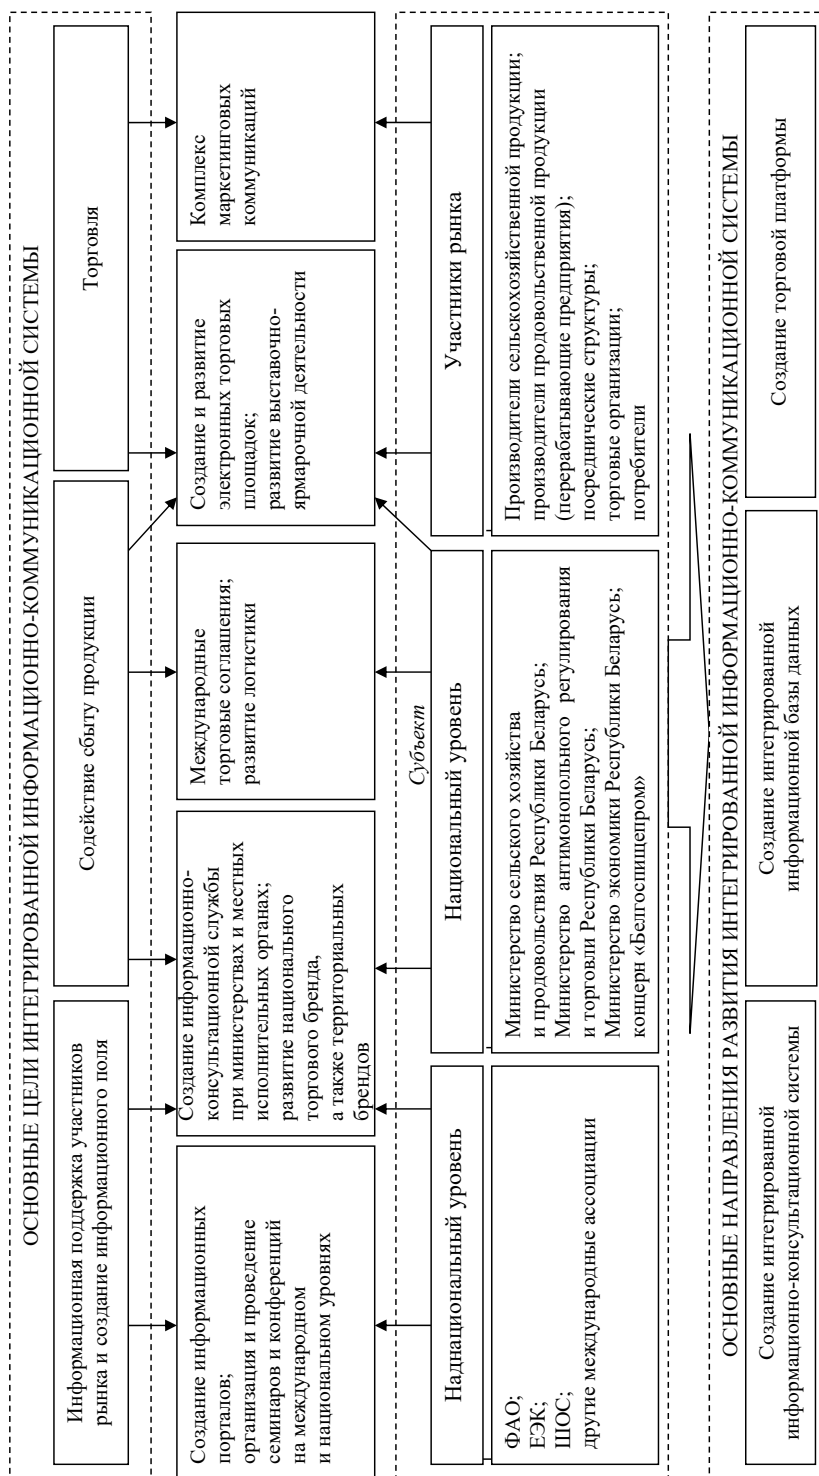 ОСНОВНЫЕ ЦЕЛИ ИНТЕГРИРОВАННОЙ ИНФОРМАЦИОННО-КОММУНИКАЦИОННОЙ СИСТЕМЫ
Информационная поддержка участников
рынка и создание информационного поля
Содействие сбыту продукции
Торговля
Создание информационных
порталов;
организация и проведение
семинаров и конференций
на международном
и национальном уровнях
Создание информационно-
консультационной службы
при министерствах и местных
исполнительных органах;
развитие национального
торгового бренда,
а также территориальных
брендов
Международные
торговые соглашения;
развитие логистики
Создание и развитие
электронных торговых
площадок;
развитие выставочно-
ярмарочной деятельности
Комплекс
маркетинговых
коммуникаций
Субъект
Наднациональный уровень
Национальный уровень
Участники рынка
ФАО;
ЕЭК;
ШОС;
другие международные ассоциации
Министерство сельского хозяйства
и продовольствия Республики Беларусь;
Министерство антимонопольного регулирования
и торговли Республики Беларусь;
Министерство экономики Республики Беларусь;
концерн «Белгоспищепром»
Производители сельскохозяйственной продукции;
производители продовольственной продукции
(перерабатывающие предприятия);
посреднические структуры;
торговые организации;
потребители
ОСНОВНЫЕ НАПРАВЛЕНИЯ РАЗВИТИЯ ИНТЕГРИРОВАННОЙ ИНФОРМАЦИОННО-КОММУНИКАЦИОННОЙ СИСТЕМЫ
Создание интегрированной
информационно-консультационной системы
Создание интегрированной
информационной базы данных
Создание торговой платформы